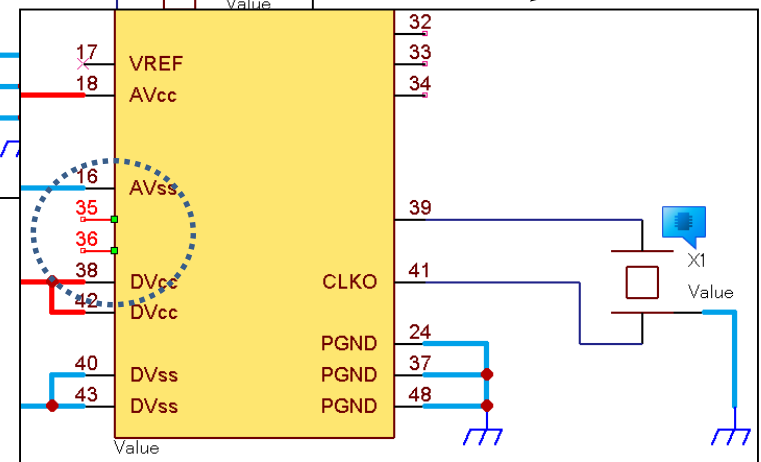 Value
32
17
VREF
33
18
AVcc
34
16
AVss
35
39
36
X1
38
DVcc
CLKO
41
Value
42
DVcc
PGND
24
40
DVss
PGND
37
43
DVss
PGND
48
Value